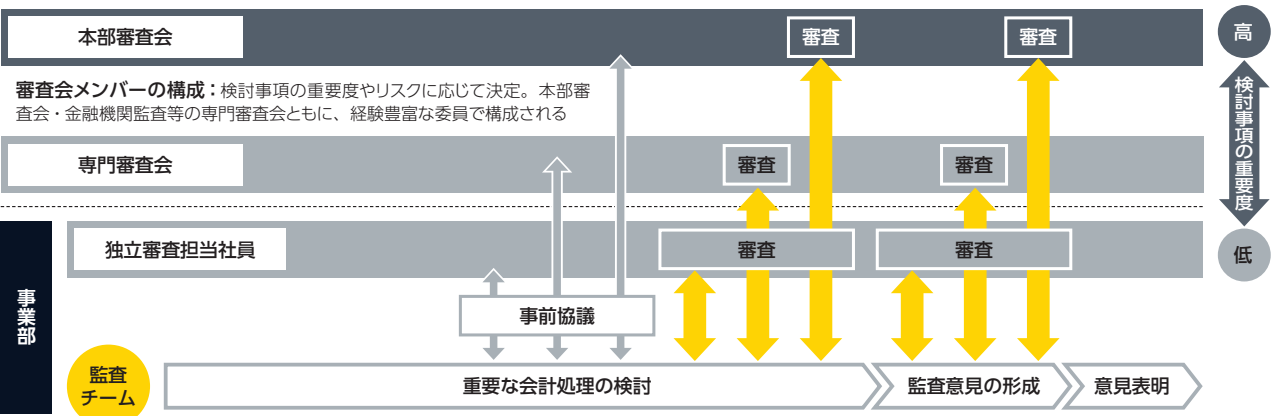 本部審査会
審査
審査
高
審査会メンバーの構成：検討事項の重要度やリスクに応じて決定。本部審
査会・金融機関監査等の専門審査会ともに、経験豊富な委員で構成される
検討事項の重要度
専門審査会
審査
審査
独立審査担当社員
審査
審査
低
事業部
事前協議
監査
チーム
重要な会計処理の検討
監査意見の形成
意見表明